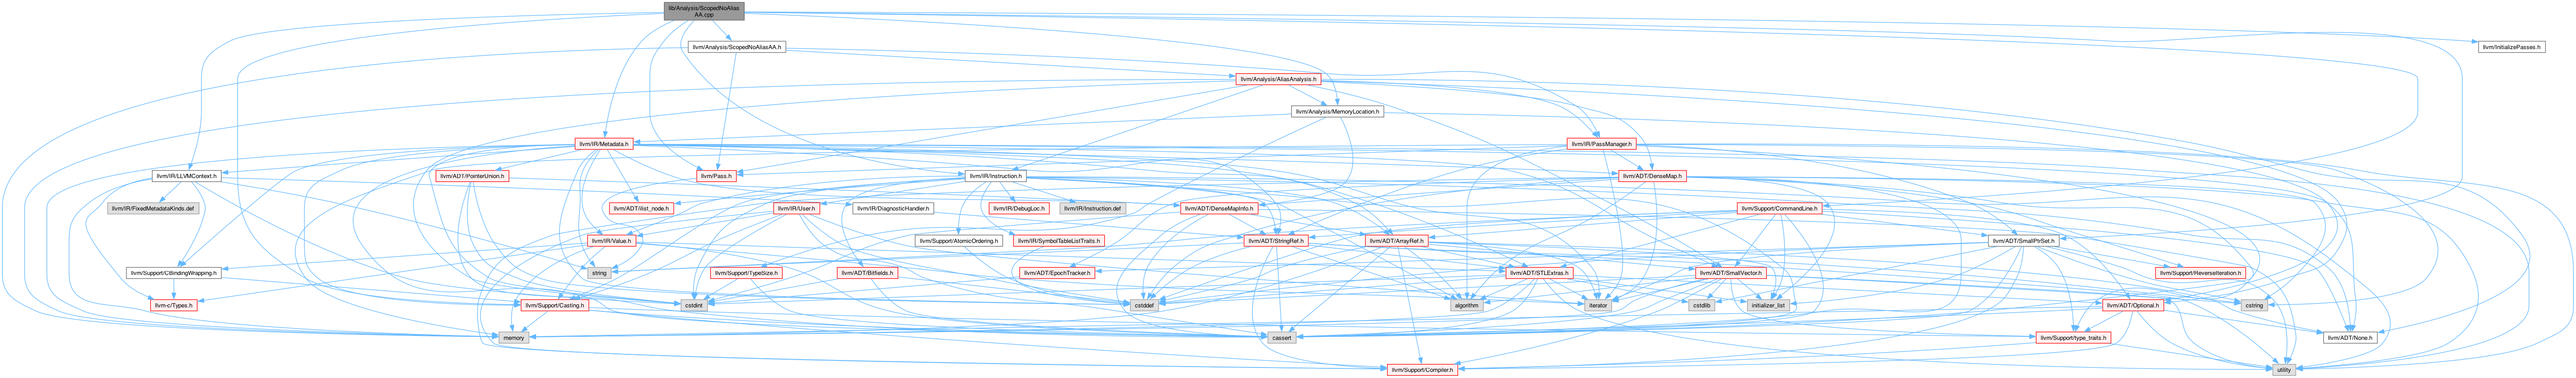 lib/Analysis/ScopedNoAlias
AA.cpp
llvm/Analysis/ScopedNoAliasAA.h
llvm/InitializePasses.h
llvm/Analysis/AliasAnalysis.h
llvm/Analysis/MemoryLocation.h
llvm/IR/Metadata.h
llvm/IR/PassManager.h
llvm/IR/LLVMContext.h
llvm/ADT/PointerUnion.h
llvm/Pass.h
llvm/IR/Instruction.h
llvm/ADT/DenseMap.h
llvm/IR/FixedMetadataKinds.def
llvm/ADT/ilist_node.h
llvm/IR/User.h
llvm/IR/DiagnosticHandler.h
llvm/IR/DebugLoc.h
llvm/IR/Instruction.def
llvm/ADT/DenseMapInfo.h
llvm/Support/CommandLine.h
llvm/IR/Value.h
llvm/Support/AtomicOrdering.h
llvm/IR/SymbolTableListTraits.h
llvm/ADT/StringRef.h
llvm/ADT/ArrayRef.h
llvm/ADT/SmallPtrSet.h
llvm/Support/CBindingWrapping.h
string
llvm/Support/TypeSize.h
llvm/ADT/Bitfields.h
llvm/ADT/EpochTracker.h
llvm/ADT/STLExtras.h
llvm/ADT/SmallVector.h
llvm/Support/ReverseIteration.h
llvm-c/Types.h
llvm/Support/Casting.h
cstdint
cstddef
algorithm
iterator
cstdlib
initializer_list
llvm/ADT/Optional.h
cstring
memory
cassert
llvm/Support/type_traits.h
llvm/ADT/None.h
llvm/Support/Compiler.h
utility